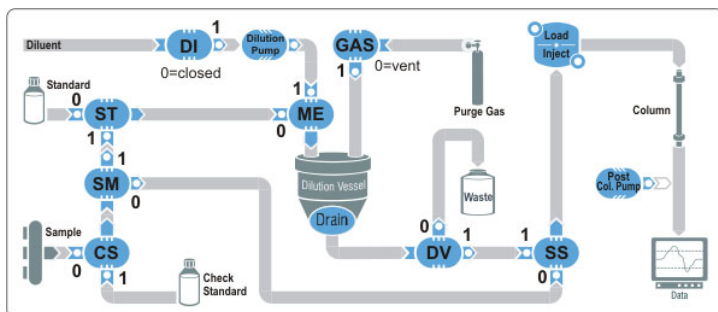 Diluent
DI
1
0=closed
Dilution
Pump
GAS
1
0=vent
Purge Gas
Load
Inject
Column
Standard
0
ST
1
1
ME
0
1
SM
0
Dilution Vessel
Drain
Waste
Post
Col. Pump
Sample
0
CS
1
Check
Standard
0
DV
1
1
SS
0
Data